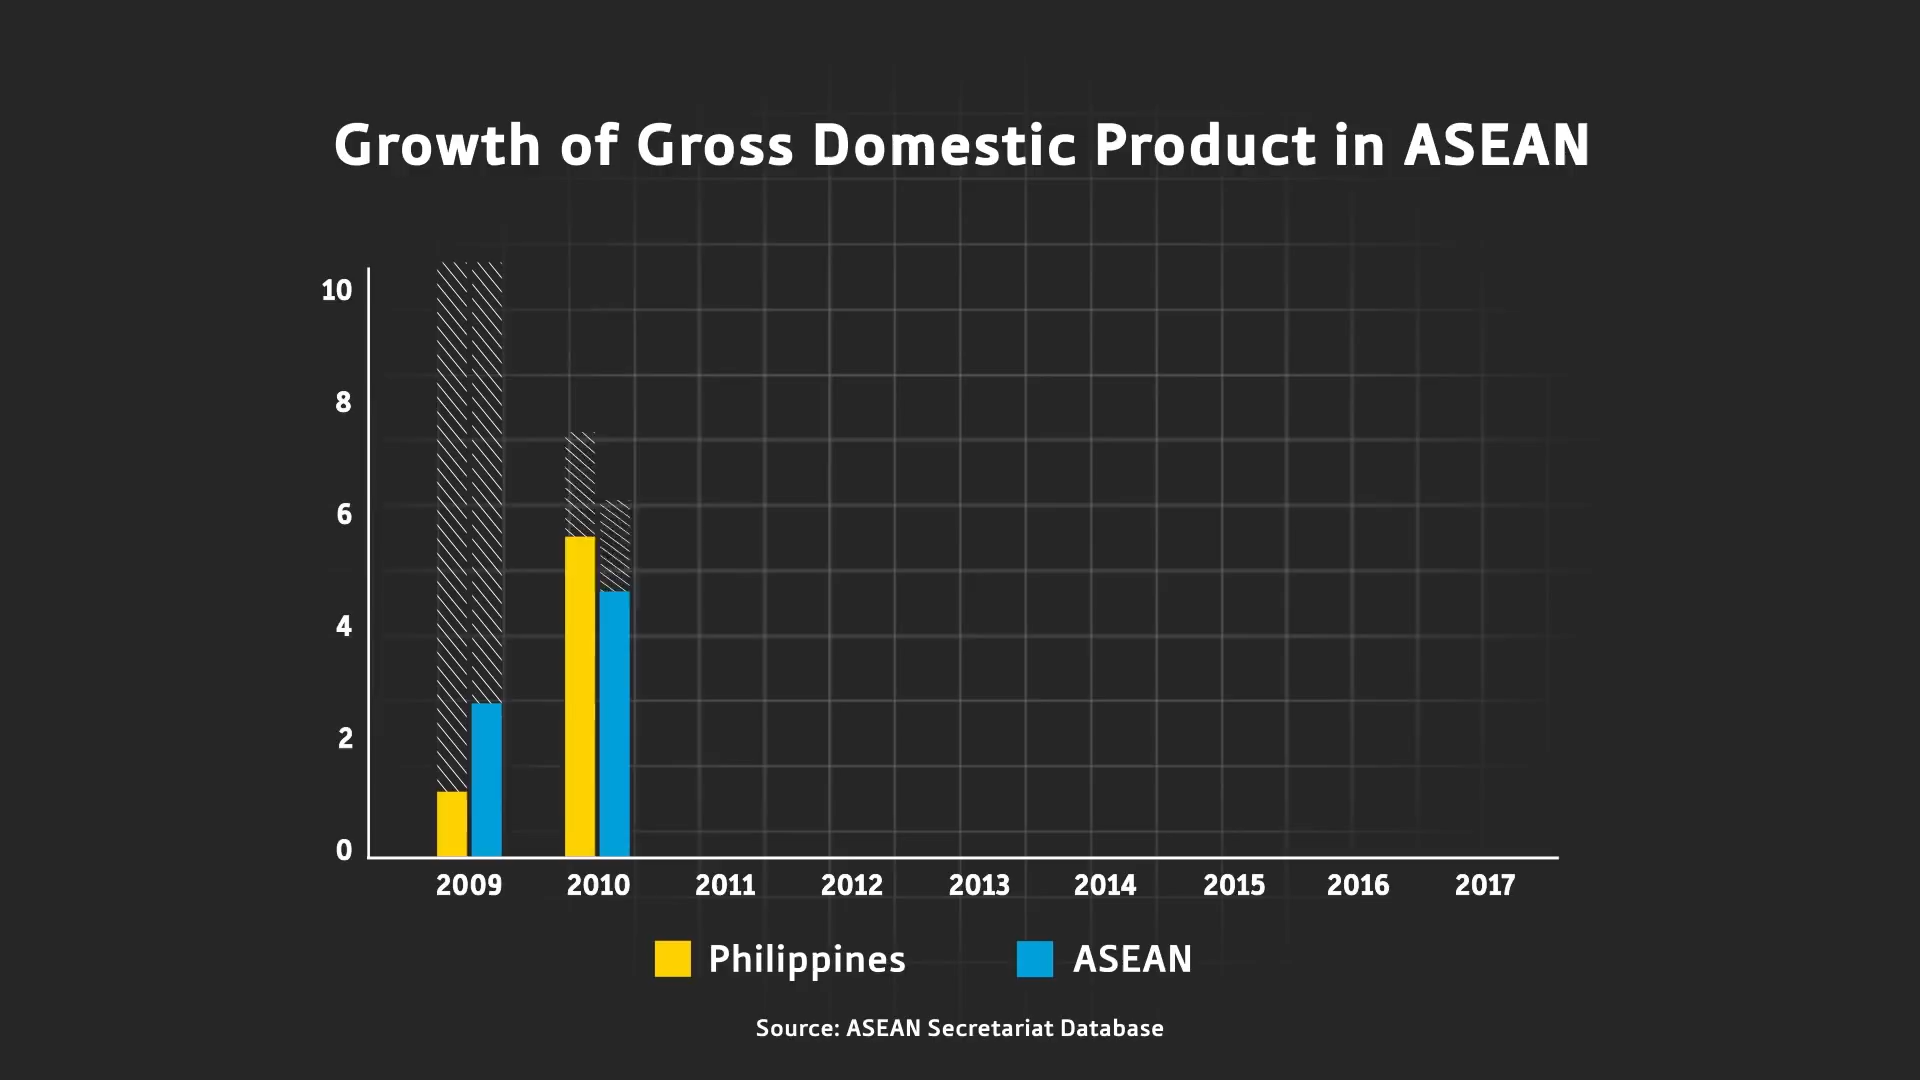 Growth of Gross Domestic Product in ASEAN
10
8
6
4
2
0
2009 2010 2011 2012 2013 2014 2015 2016 2017
Philippines ASEAN
Source: ASEAN Secretariat Database